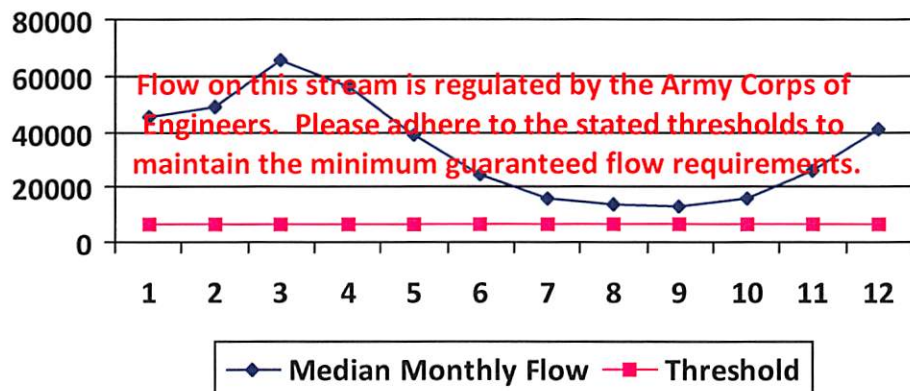 80000
60000
40000
20000
0
Flow on this stream is regulated by the Army Corps of
Engineers. Please adhere to the stated thresholds to
maintain the minimum guaranteed flow requirements.
1 2 3 4 5 6 7 8 9 10 11 12
Median Monthly Flow Threshold